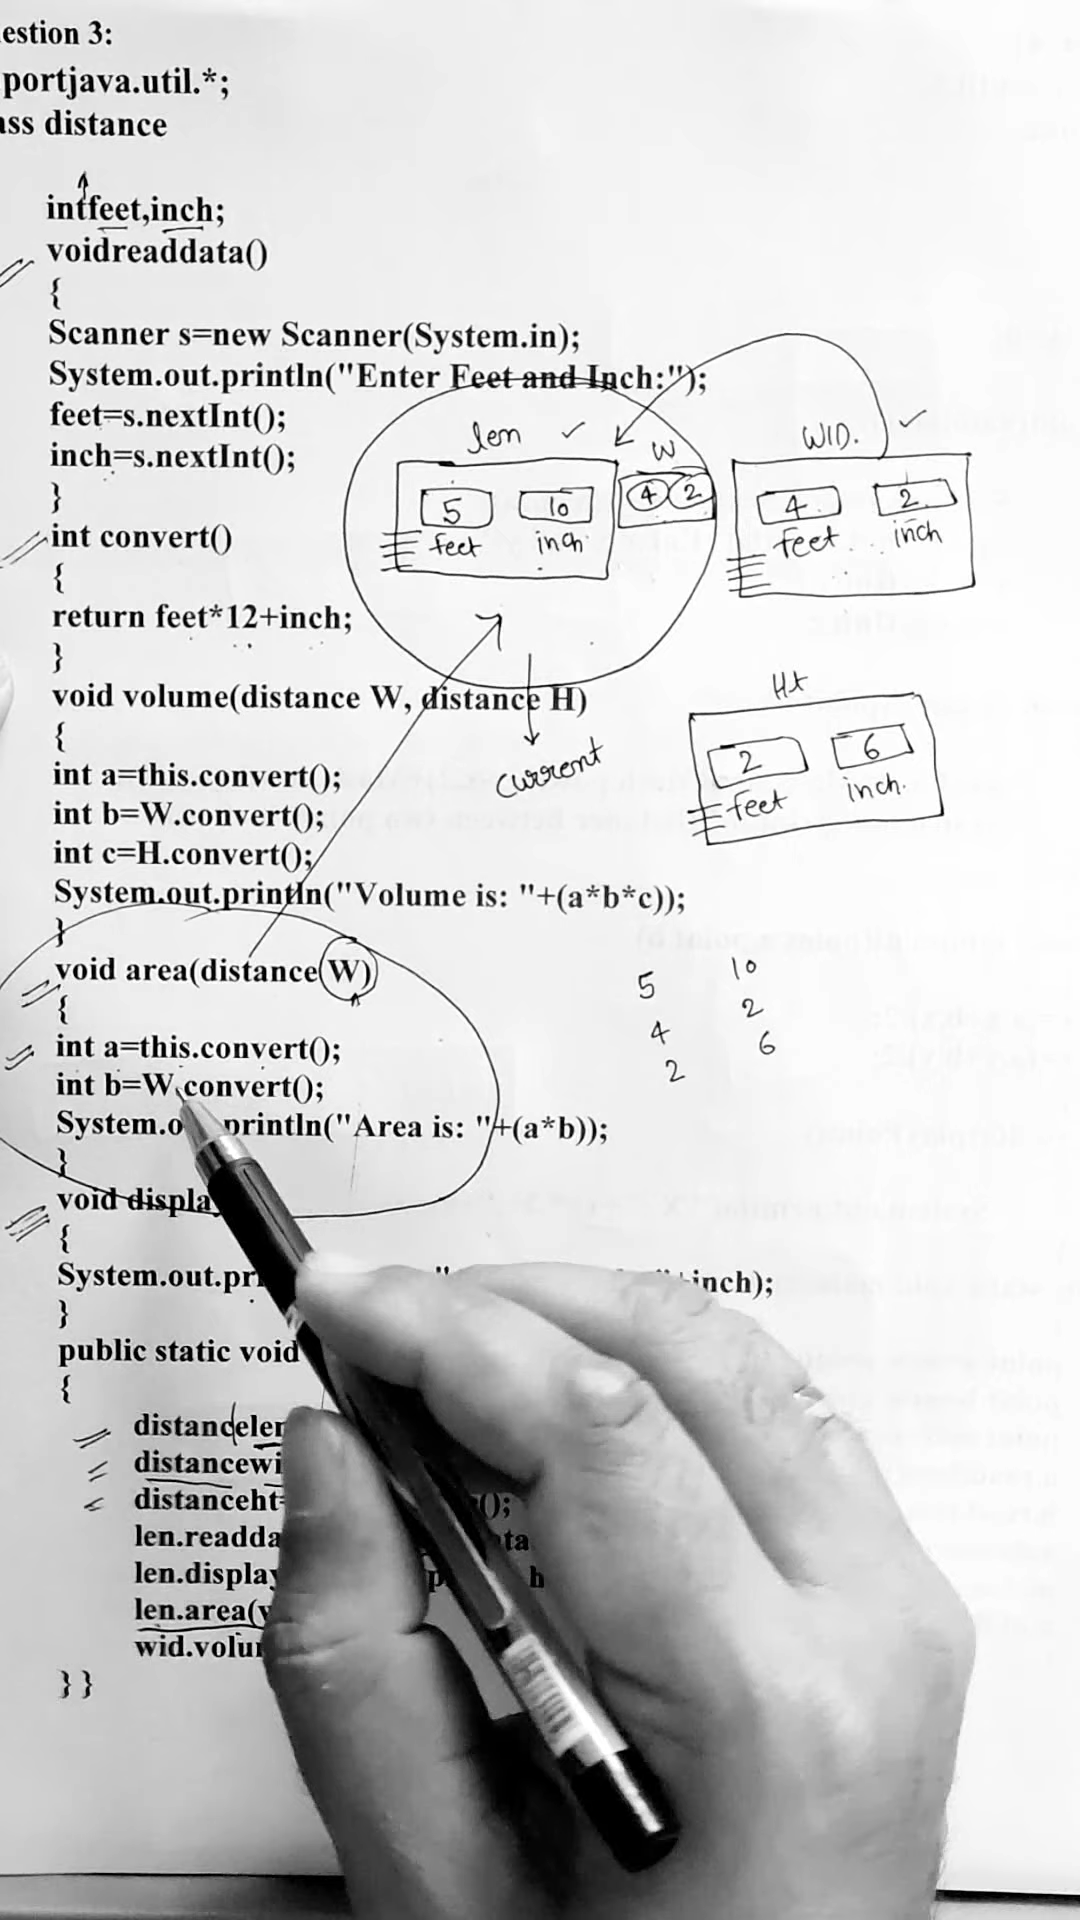 estion 3:
portjava.util.*;
ass distance
intfeet,inch;
voidreaddata()
{
Scanner s=new Scanner(System.in);
System.out.println("Enter Feet and Inch:");
feet=s.nextInt();
inch=s.nextInt();
}
len
W
WID.
5 10
4 2
4 2
feet inch
feet inch
int convert()
{
return feet*12+inch;
}
void volume(distance W, distance H)
Ht
{
int a=this.convert();
int b=W.convert();
int c=H.convert();
current
2 6
feet inch.
System.out.println("Volume is: "+(a*b*c));
}
void area(distance W)
{
int a=this.convert();
int b=W.convert();
System.o println("Area is: "+(a*b));
5 10
4 2
2 6
}
void displa
{
System.out.pri "+inch);
}
public static void
{
distancelen
distancewi
distanceht= ();
len.readda ta
len.display p h
len.area(
wid.volu
} }